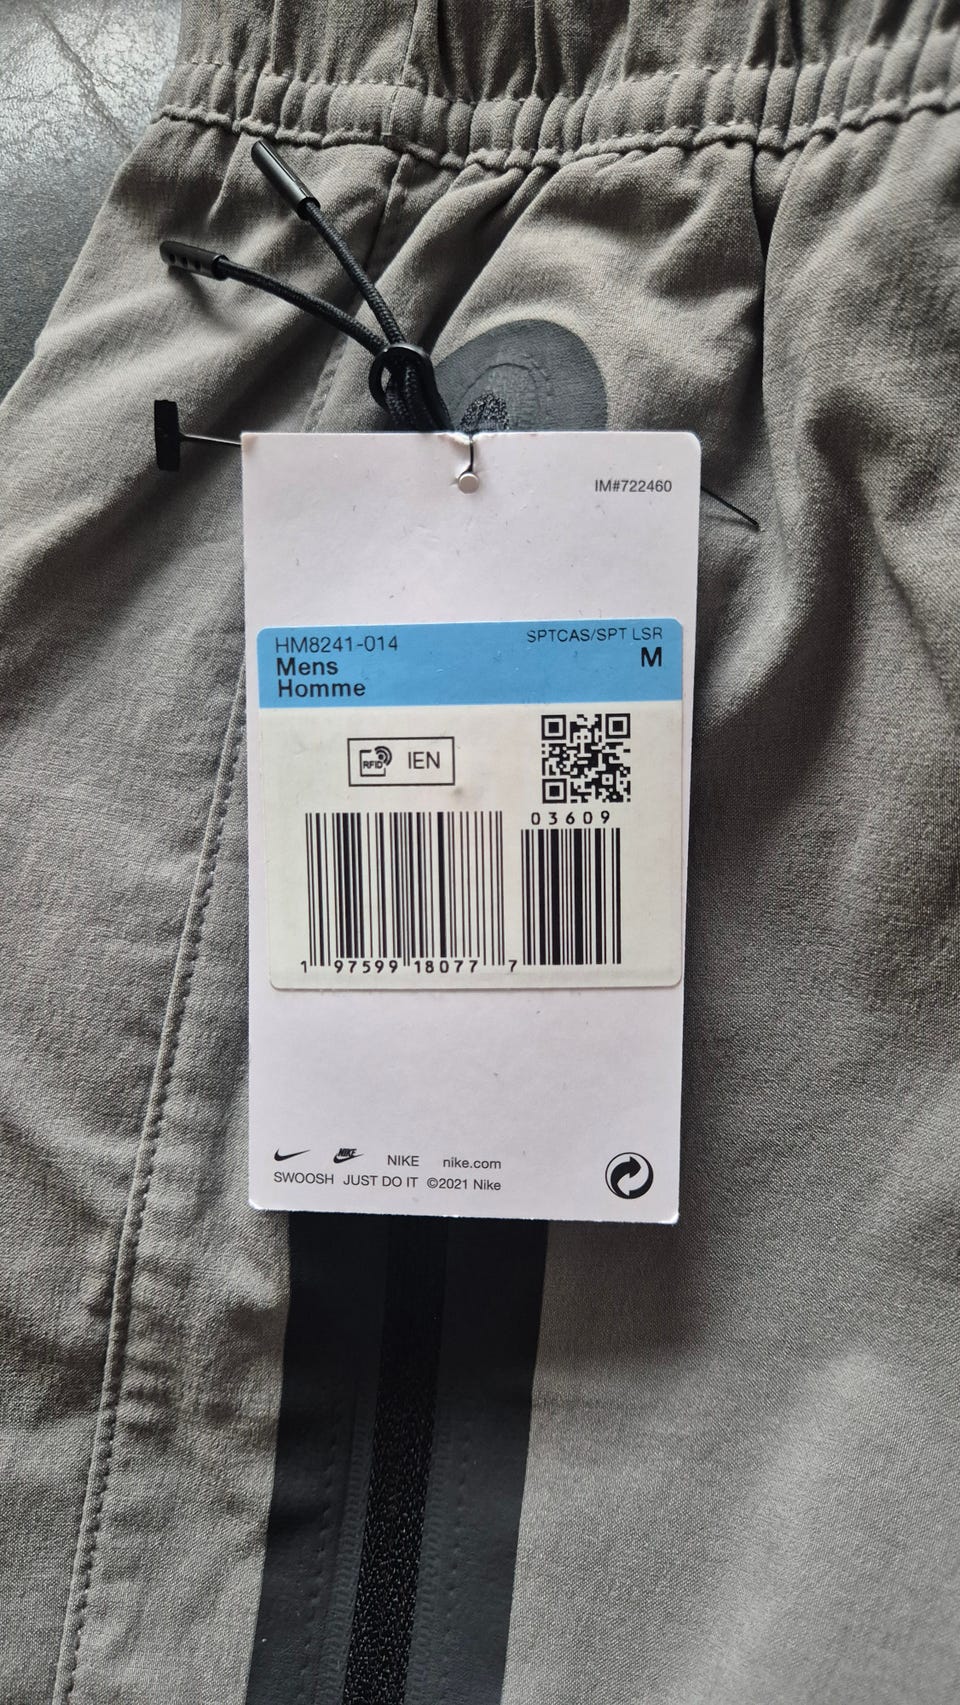 IM#722460
HM8241-014 SPTCAS/SPT LSR
Mens M
Homme
RFID IEN
03609
1 97599 18077 7
NIKE NIKE nike.com
SWOOSH JUST DO IT ©2021 Nike